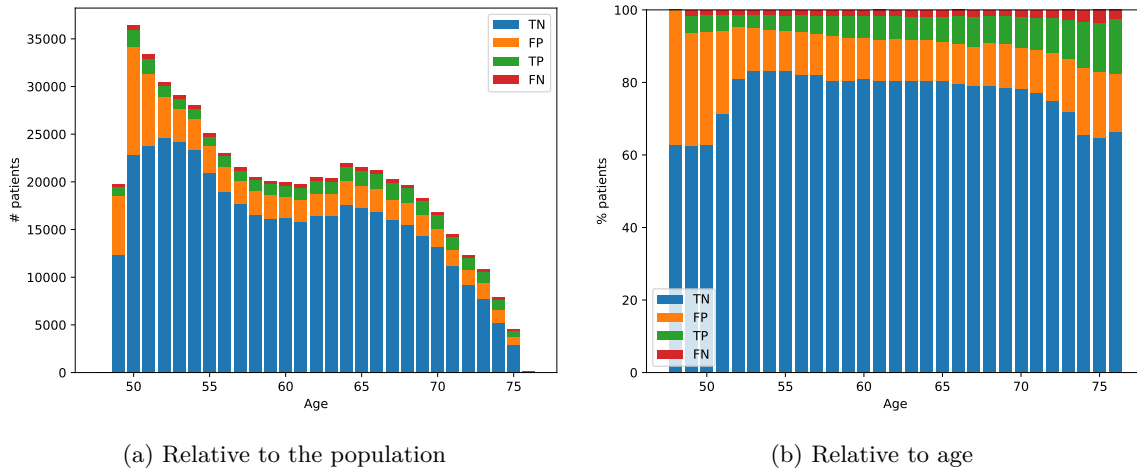 TN
FP
TP
FN
# patients
35000
30000
25000
20000
15000
10000
5000
0
50
55
60
65
70
75
Age
(a) Relative to the population
100
80
60
40
20
0
% patients
TN
FP
TP
FN
50
55
60
65
70
75
Age
(b) Relative to age